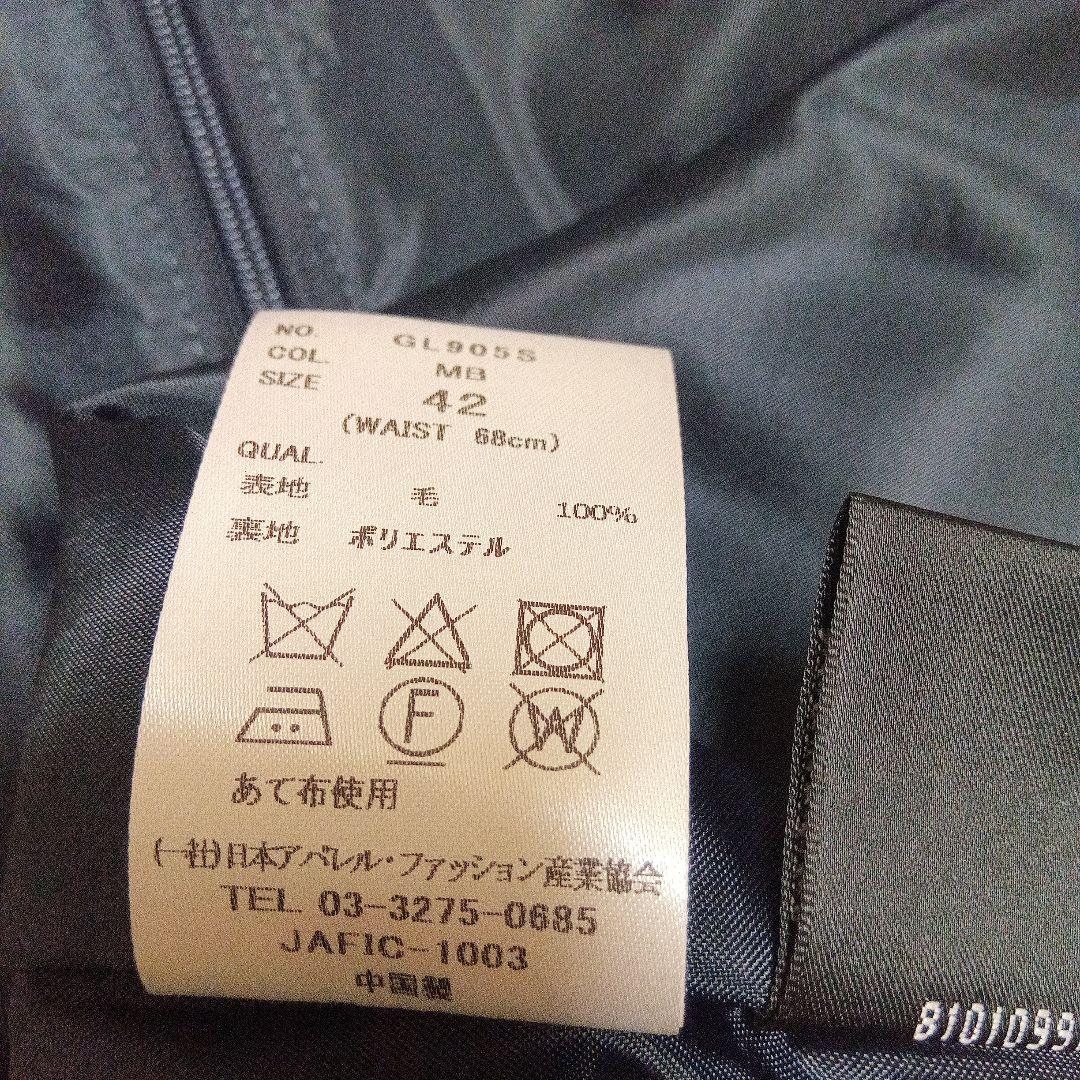 NO. GL905S
COL. MB
SIZE 42
(WAIST 68cm)
QUAL.
表地 毛 100%
裏地 ポリエステル
F
W
あて布使用
(一社)日本アパレル・ファッション産業協会
TEL 03-3275-0685
JAFIC-1003
中国製
8101099